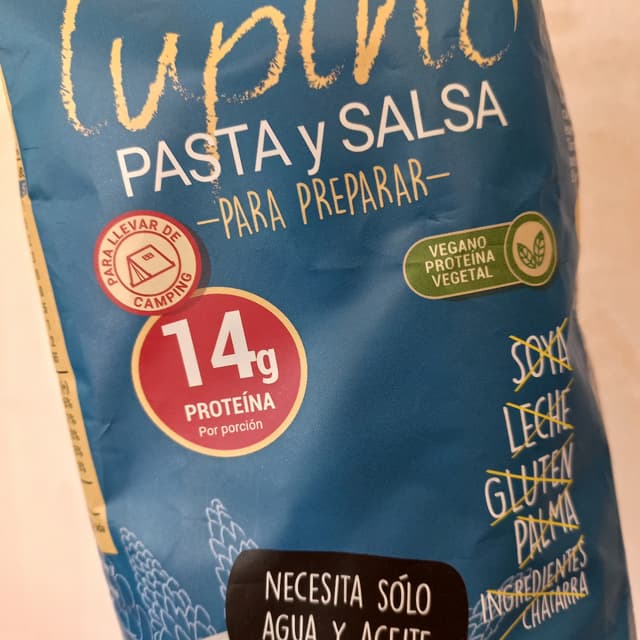 lupino
PASTA y SALSA
–PARA PREPARAR–
PARA LLEVAR DE
CAMPING
VEGANO
PROTEÍNA
VEGETAL
14g
PROTEÍNA
Por porción
SOYA
LECHE
GLUTEN
PALMA
INGREDIENTES
CHATARRA
NECESITA SÓLO
AGUA Y ACEITE